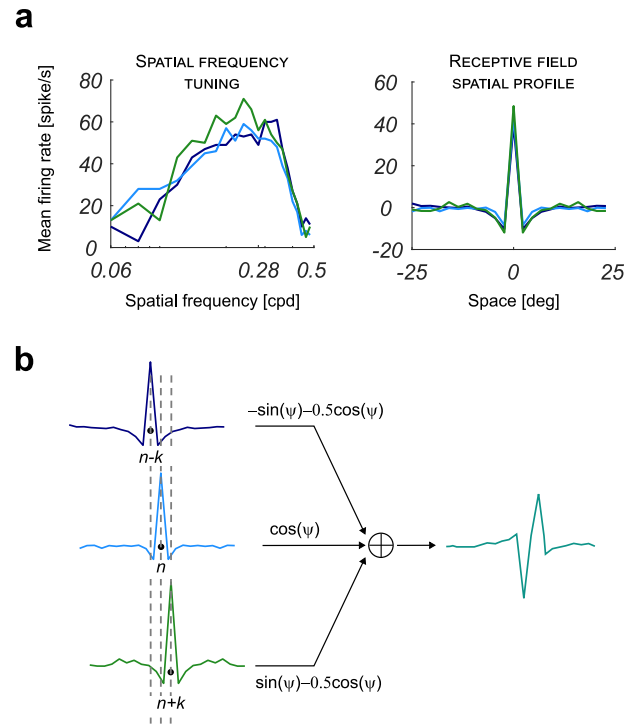 a
SPATIAL FREQUENCY
TUNING
Mean firing rate [spike/s]
80
60
40
20
0
0.06
0.28
0.5
Spatial frequency [cpd]
RECEPTIVE FIELD
SPATIAL PROFILE
60
40
20
0
-20
-25
0
25
Space [deg]
b
n-k
−sin(ψ)−0.5cos(ψ)
n
cos(ψ)
n+k
sin(ψ)−0.5cos(ψ)